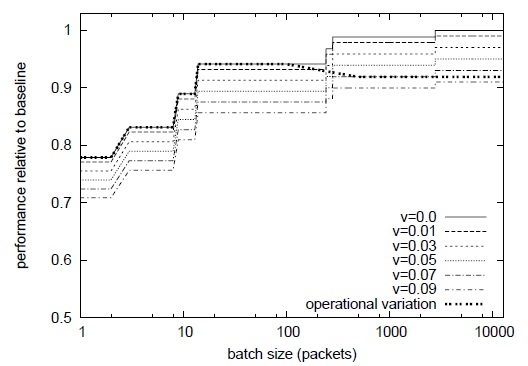 performance relative to baseline
1
0.9
0.8
0.7
0.6
0.5
v=0.0
v=0.01
v=0.03
v=0.05
v=0.07
v=0.09
operational variation
1 10 100 1000 10000
batch size (packets)